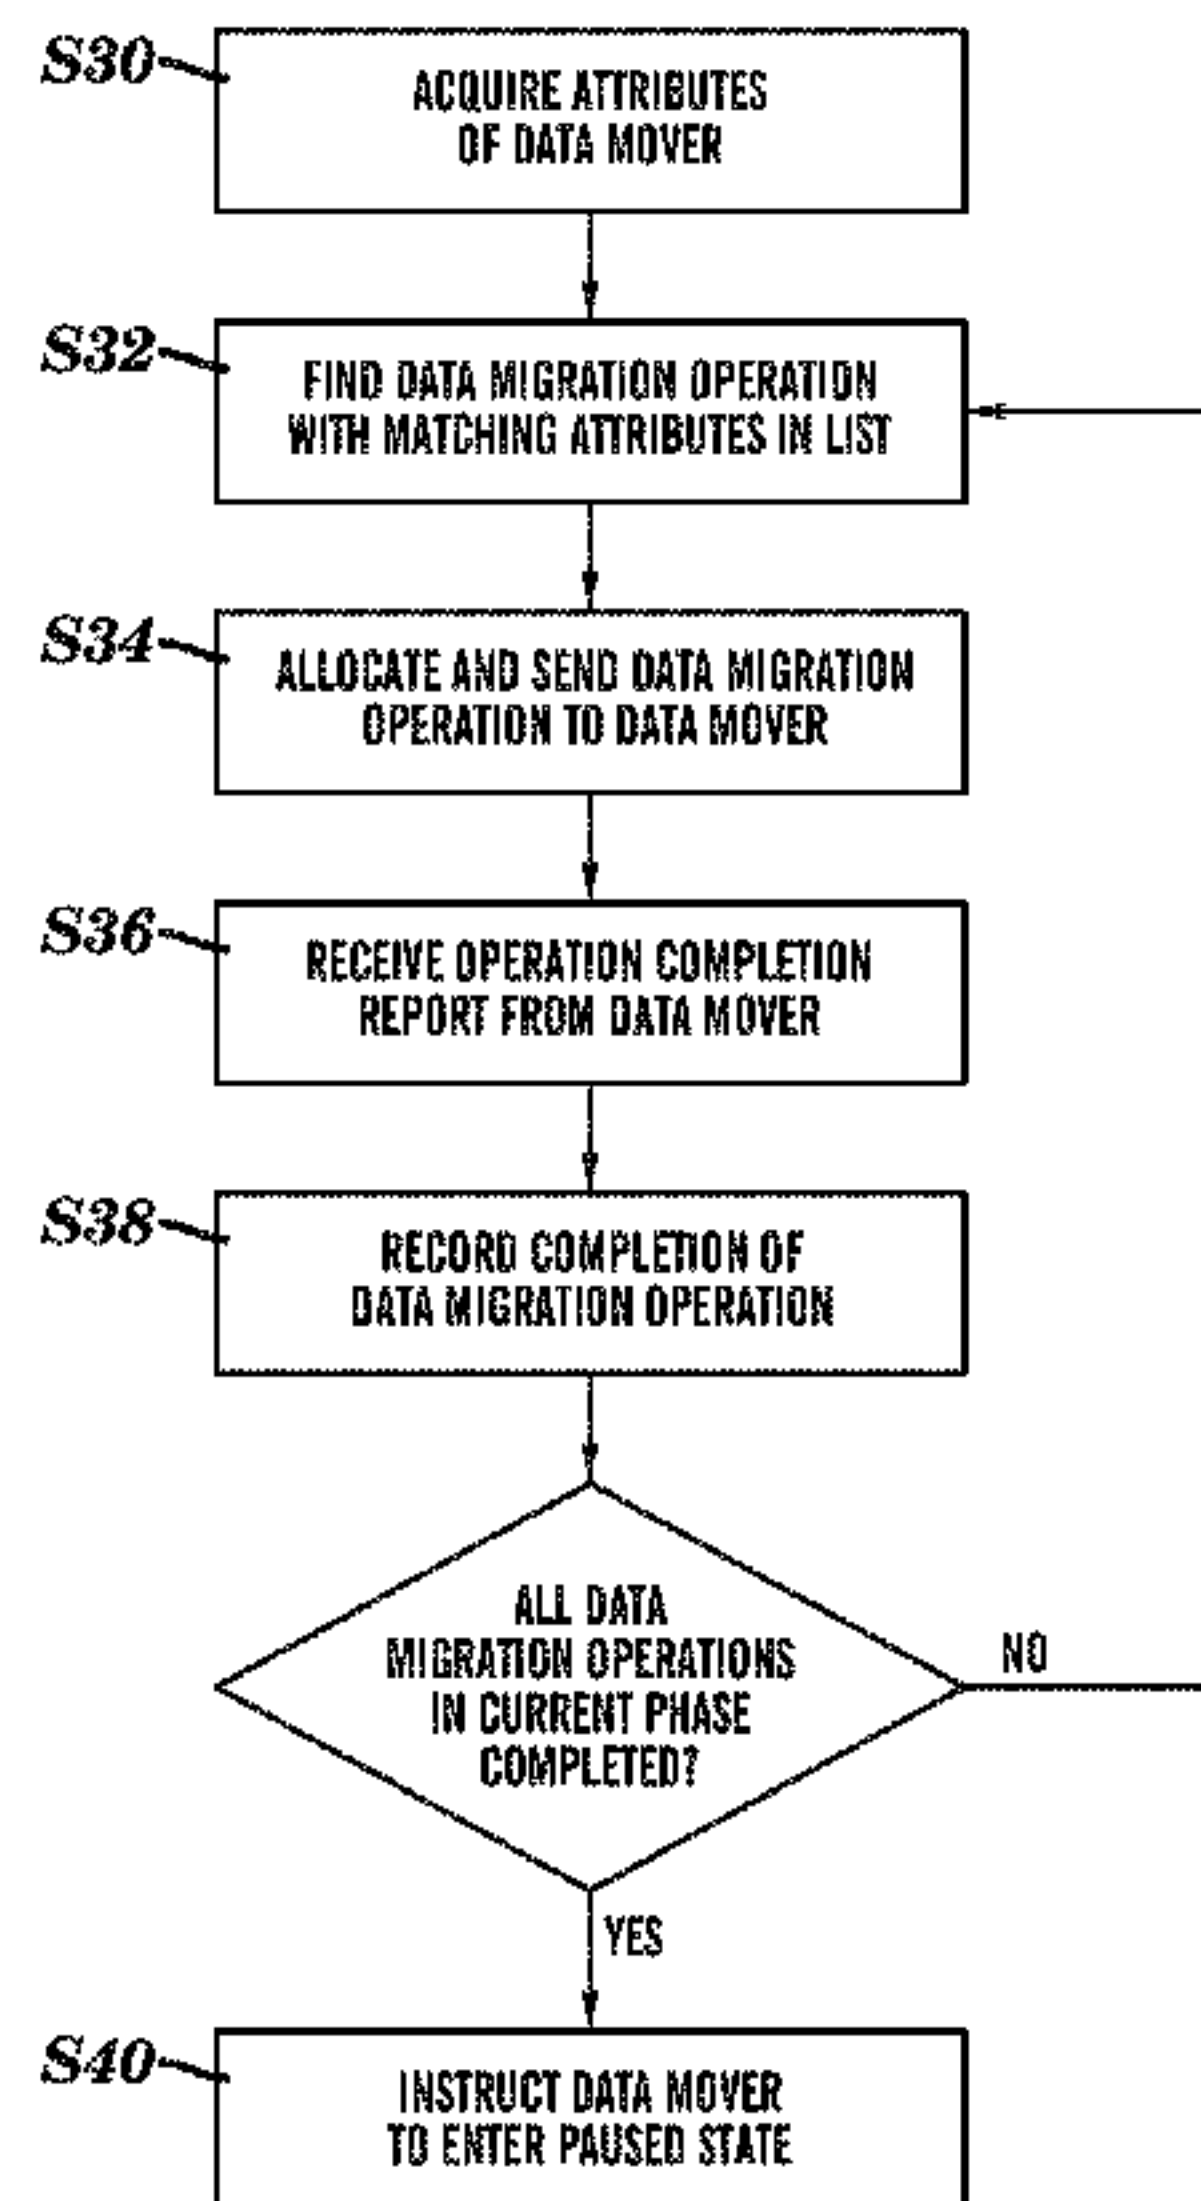 S30
ACQUIRE ATTRIBUTES
OF DATA MOVER
S32
FIND DATA MIGRATION OPERATION
WITH MATCHING ATTRIBUTES IN LIST
S34
ALLOCATE AND SEND DATA MIGRATION
OPERATION TO DATA MOVER
S36
RECEIVE OPERATION COMPLETION
REPORT FROM DATA MOVER
S38
RECORD COMPLETION OF
DATA MIGRATION OPERATION
ALL DATA
MIGRATION OPERATIONS
IN CURRENT PHASE
COMPLETED?
NO
YES
S40
INSTRUCT DATA MOVER
TO ENTER PAUSED STATE